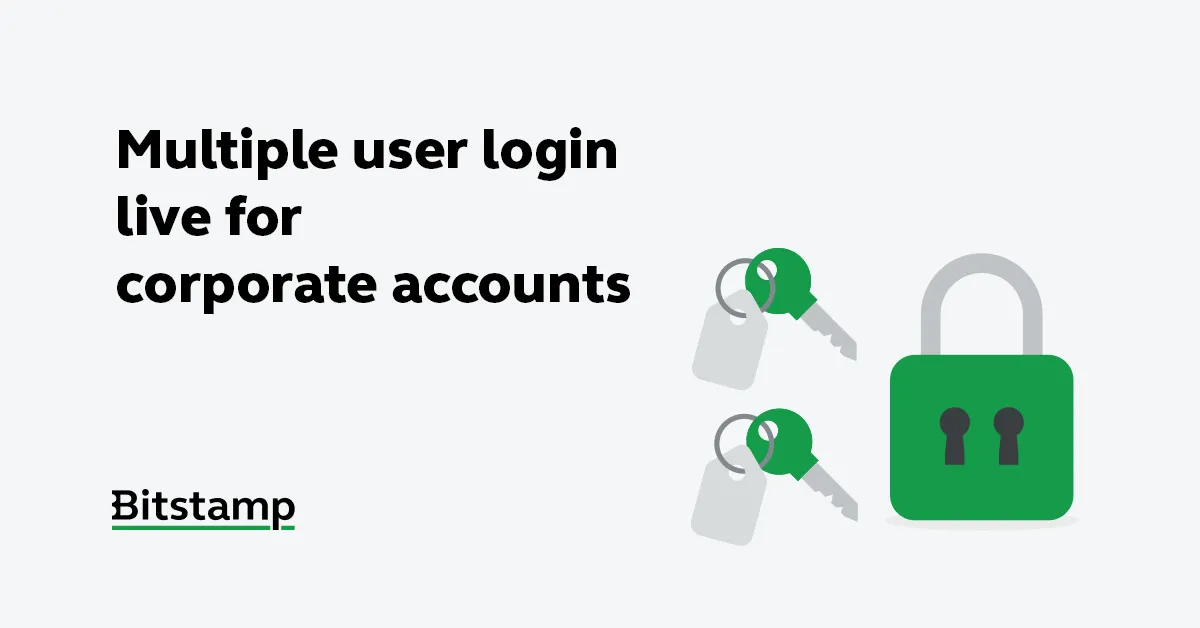 Multiple user login
live for
corporate accounts
Bitstamp